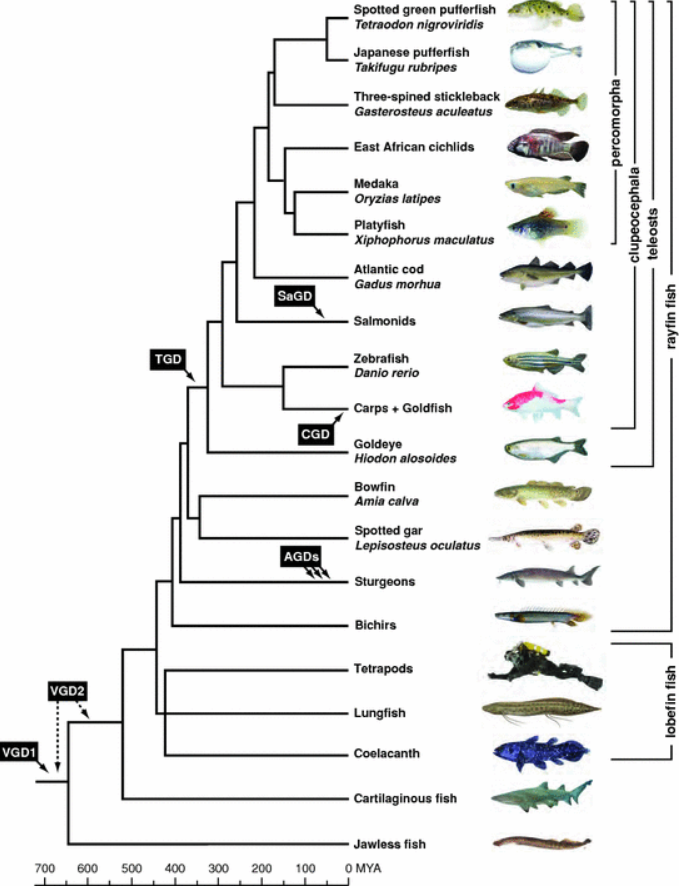 Spotted green pufferfish
Tetraodon nigroviridis
Japanese pufferfish
Takifugu rubripes
Three-spined stickleback
Gasterosteus aculeatus
East African cichlids
Medaka
Oryzias latipes
Platyfish
Xiphophorus maculatus
Atlantic cod
Gadus morhua
SaGD
Salmonids
TGD
Zebrafish
Danio rerio
Carps + Goldfish
CGD
Goldeye
Hiodon alosoides
Bowfin
Amia calva
Spotted gar
Lepisosteus oculatus
AGDs
Sturgeons
Bichirs
Tetrapods
VGD2
Lungfish
VGD1
Coelacanth
Cartilaginous fish
Jawless fish
percomorpha
clupeocephala
teleosts
rayfin fish
lobefin fish
700 600 500 400 300 200 100 0 MYA